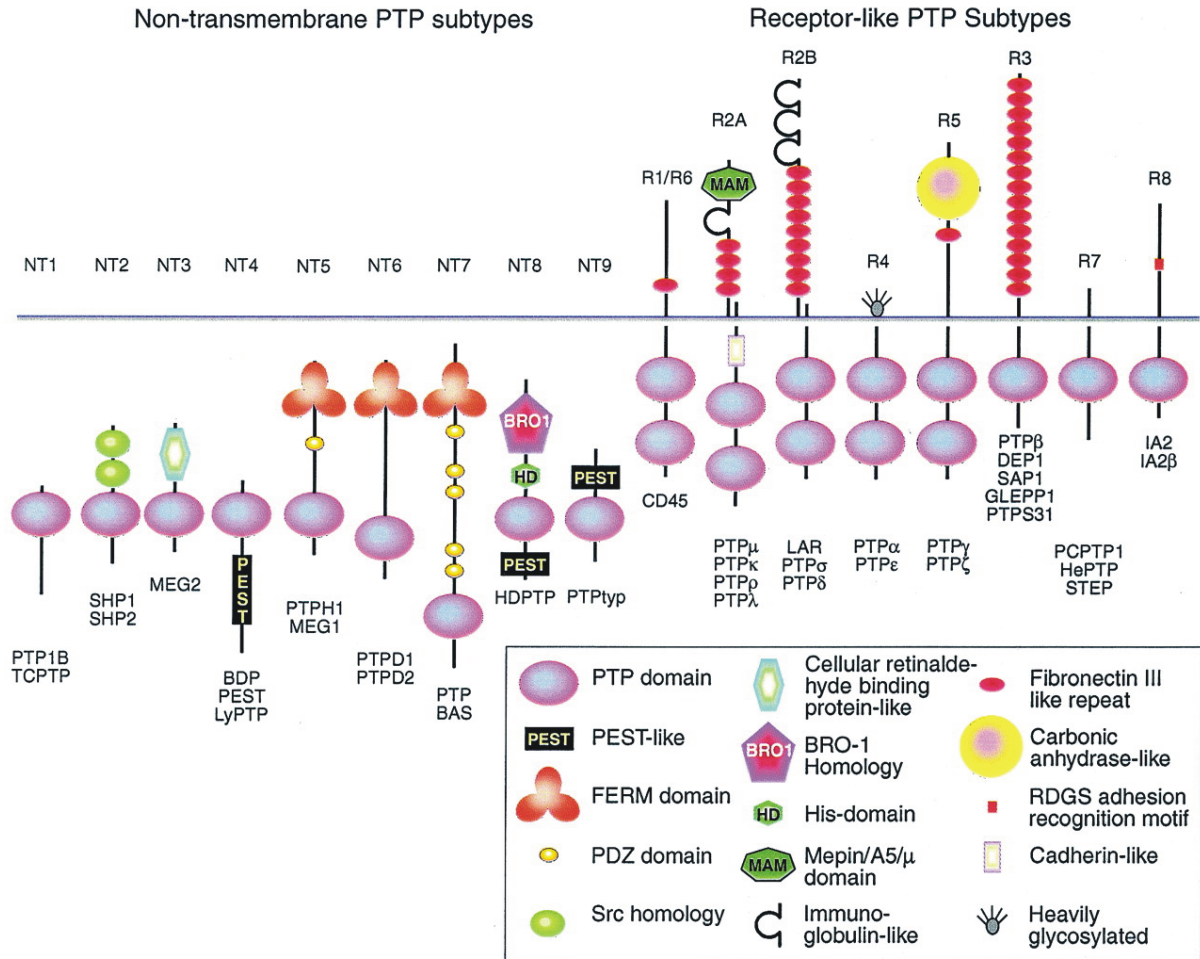 Non-transmembrane PTP subtypes
Receptor-like PTP Subtypes
NT1
NT2
NT3
NT4
NT5
NT6
NT7
NT8
NT9
R1/R6
R2A
R2B
R4
R5
R3
R7
R8
MAM
BRO1
HD
PEST
PEST
PEST
PTP1B
TCPTP
SHP1
SHP2
MEG2
BDP
PEST
LyPTP
PTPH1
MEG1
PTPD1
PTPD2
PTP
BAS
HDPTP
PTPtyp
CD45
PTPμ
PTPκ
PTPρ
PTPλ
LAR
PTPσ
PTPδ
PTPα
PTPε
PTPγ
PTPζ
PTPβ
DEP1
SAP1
GLEPP1
PTPS31
PCPTP1
HePTP
STEP
IA2
IA2β
PTP domain
PEST PEST-like
FERM domain
PDZ domain
Src homology
Cellular retinalde-
hyde binding
protein-like
BRO1 BRO-1
Homology
HD His-domain
MAM Mepin/A5/μ
domain
Immuno-
globulin-like
Fibronectin III
like repeat
Carbonic
anhydrase-like
RDGS adhesion
recognition motif
Cadherin-like
Heavily
glycosylated